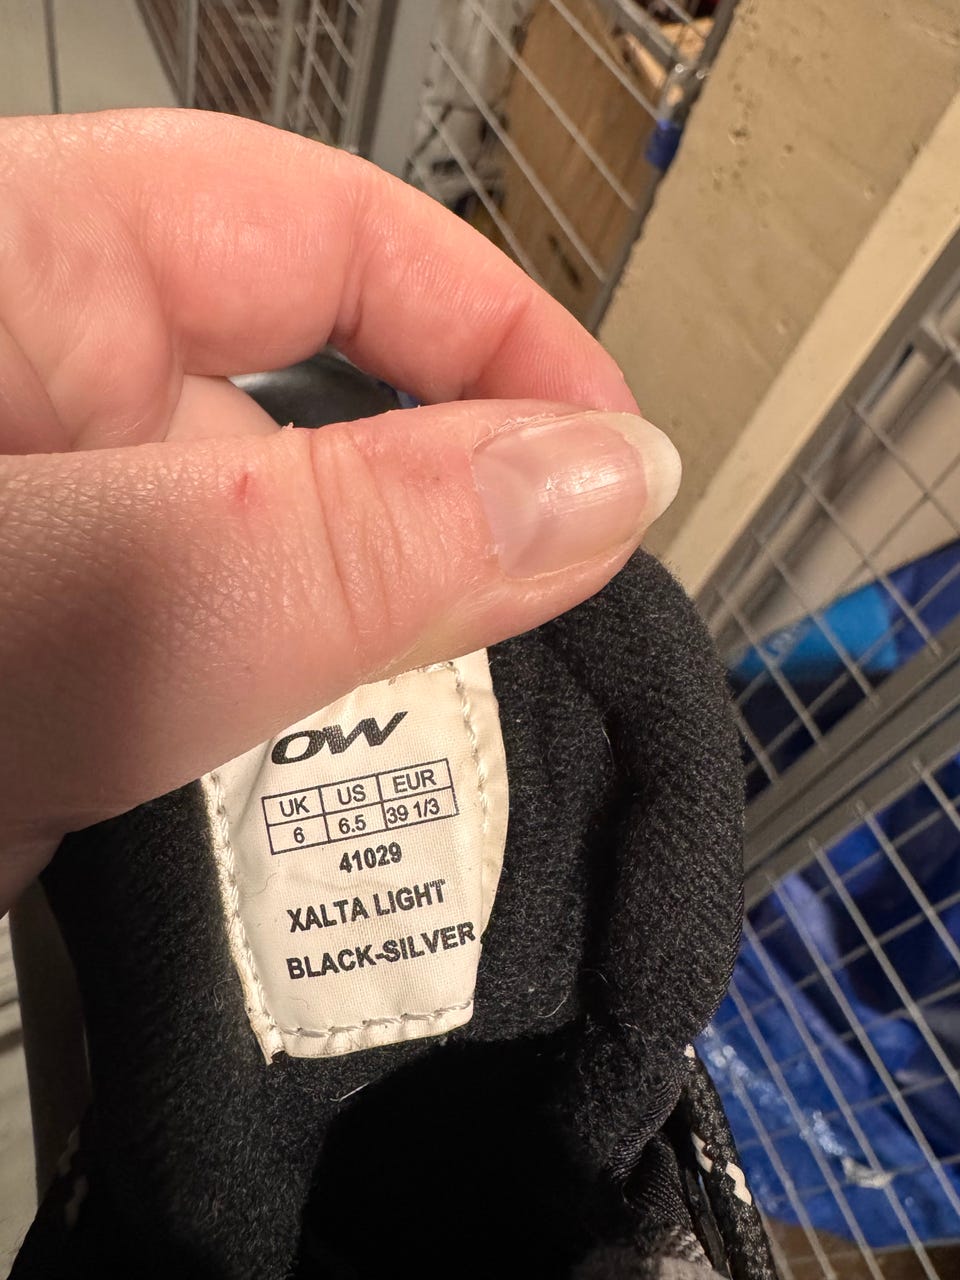 OW
UK US EUR
6 6.5 39 1/3
41029
XALTA LIGHT
BLACK-SILVER